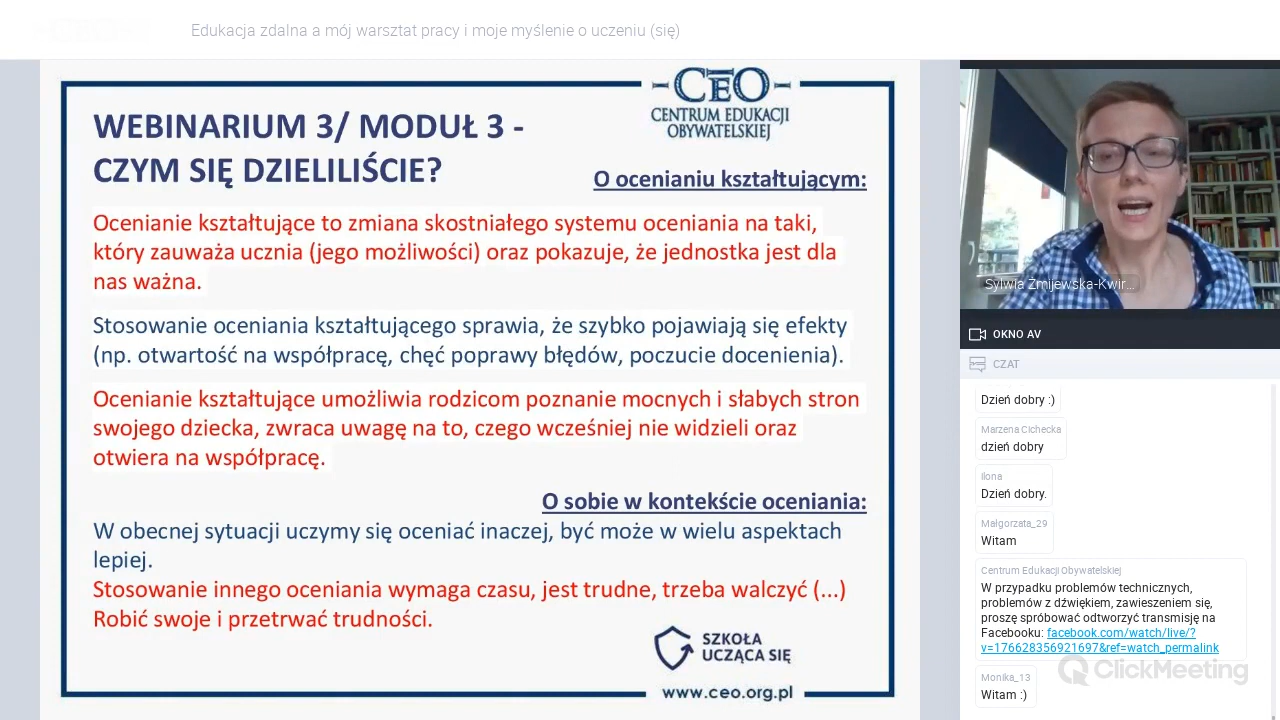 Edukacja zdalna a mój warsztat pracy i moje myślenie o uczeniu (się)
CEO
CENTRUM EDUKACJI
OBYWATELSKIEJ
WEBINARIUM 3/ MODUŁ 3 -
CZYM SIĘ DZIELILIŚCIE?
O ocenianiu kształtującym:
Ocenianie kształtujące to zmiana skostniałego systemu oceniania na taki,
który zauważa ucznia (jego możliwości) oraz pokazuje, że jednostka jest dla
nas ważna.
Stosowanie oceniania kształtującego sprawia, że szybko pojawiają się efekty
(np. otwartość na współpracę, chęć poprawy błędów, poczucie docenienia).
Ocenianie kształtujące umożliwia rodzicom poznanie mocnych i słabych stron
swojego dziecka, zwraca uwagę na to, czego wcześniej nie widzieli oraz
otwiera na współpracę.
O sobie w kontekście oceniania:
W obecnej sytuacji uczymy się oceniać inaczej, być może w wielu aspektach
lepiej.
Stosowanie innego oceniania wymaga czasu, jest trudne, trzeba walczyć (...)
Robić swoje i przetrwać trudności.
SZKOŁA
UCZĄCA SIĘ
www.ceo.org.pl
Sylwia Żmijewska-Kwir...
OKNO AV
CZAT
Dzień dobry :)
Marzena Cichecka
dzień dobry
ilona
Dzień dobry.
Małgorzata_29
Witam
Centrum Edukacji Obywatelskiej
W przypadku problemów technicznych,
problemów z dźwiękiem, zawieszeniem się,
proszę spróbować odtworzyć transmisję na
Facebooku: facebook.com/watch/live/?
v=176628356921697&ref=watch_permalink
Monika_13
Witam :)
ClickMeeting